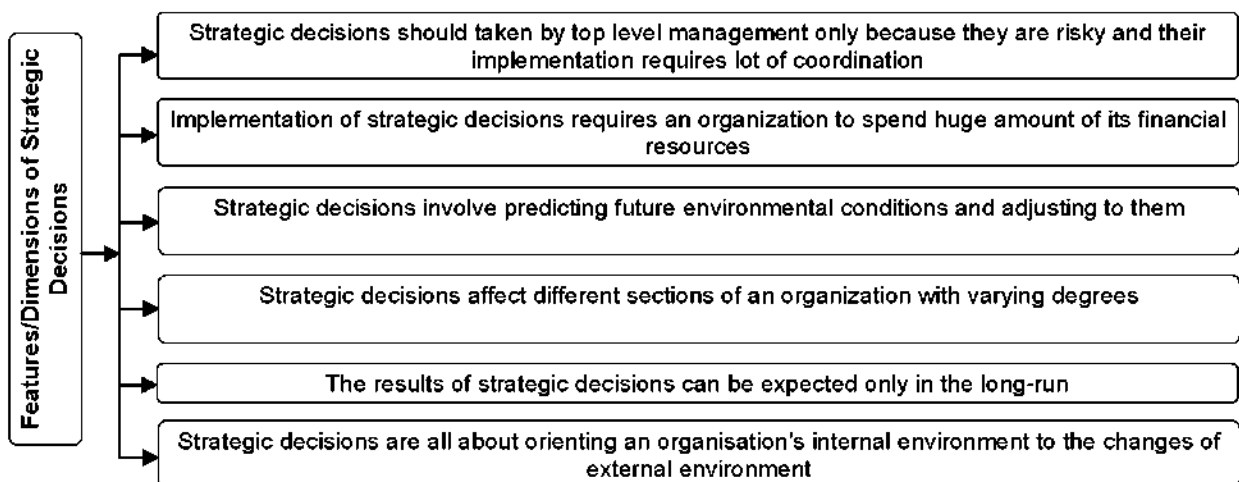 Features/Dimensions of Strategic
Decisions
Strategic decisions should taken by top level management only because they are risky and their
implementation requires lot of coordination
Implementation of strategic decisions requires an organization to spend huge amount of its financial
resources
Strategic decisions involve predicting future environmental conditions and adjusting to them
Strategic decisions affect different sections of an organization with varying degrees
The results of strategic decisions can be expected only in the long-run
Strategic decisions are all about orienting an organisation's internal environment to the changes of
external environment